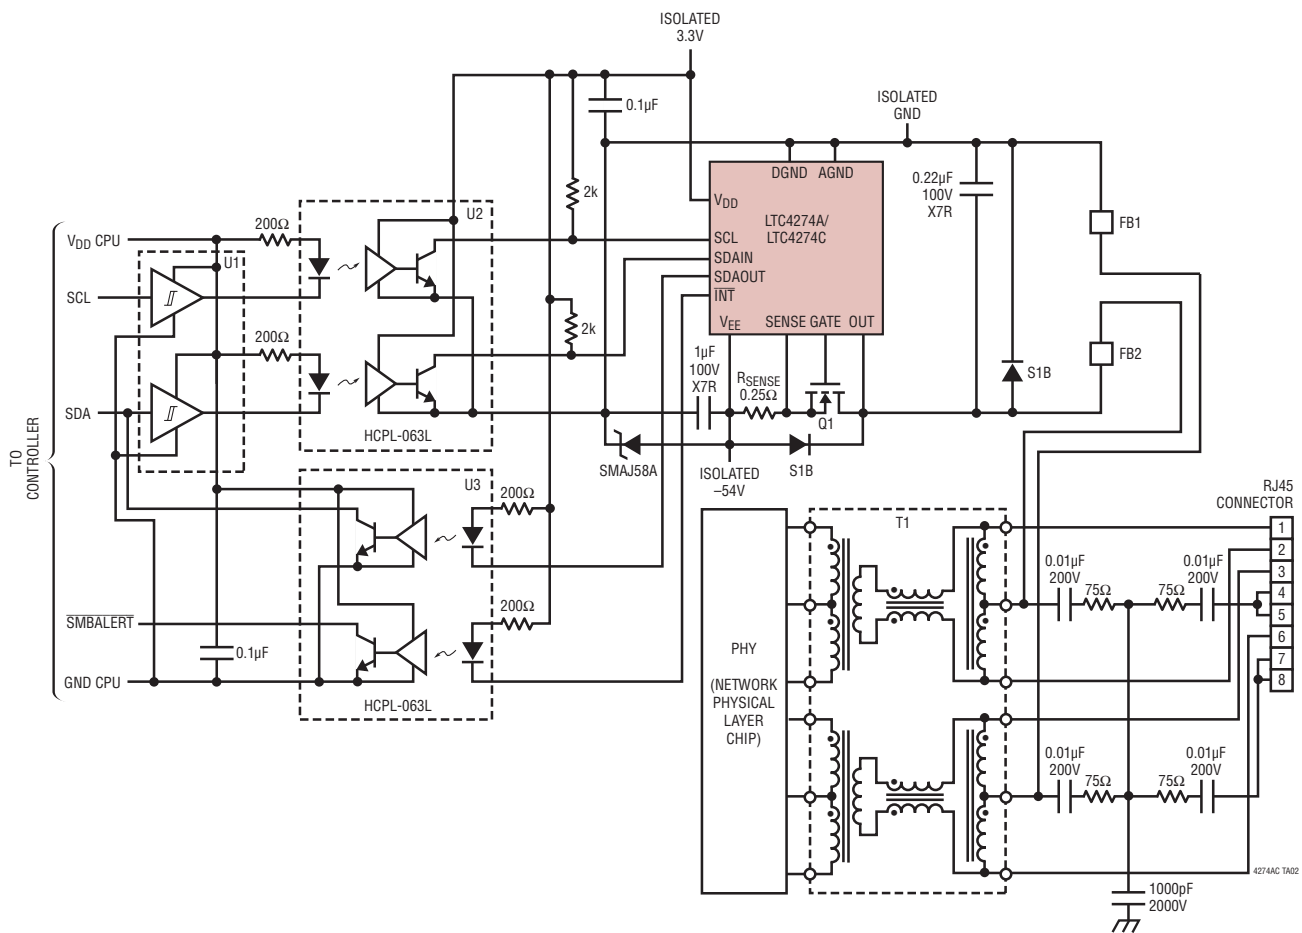 ISOLATED
3.3V
0.1µF
ISOLATED
GND
DGND AGND
VDD
LTC4274A/
LTC4274C
SCL
SDAIN
SDAOUT
INT
VEE
SENSE GATE OUT
0.22µF
100V
X7R
FB1
FB2
S1B
2k
2k
1µF
100V
X7R
RSENSE
0.25Ω
Q1
SMAJ58A
S1B
ISOLATED
–54V
TO
CONTROLLER
VDD CPU
SCL
SDA
SMBALERT
GND CPU
U1
200Ω
200Ω
U2
HCPL-063L
U3
200Ω
200Ω
HCPL-063L
0.1µF
PHY
(NETWORK
PHYSICAL
LAYER
CHIP)
T1
RJ45
CONNECTOR
1
2
3
4
5
6
7
8
0.01µF
200V
75Ω
75Ω
0.01µF
200V
0.01µF
200V
75Ω
75Ω
0.01µF
200V
1000pF
2000V
4274AC TA02